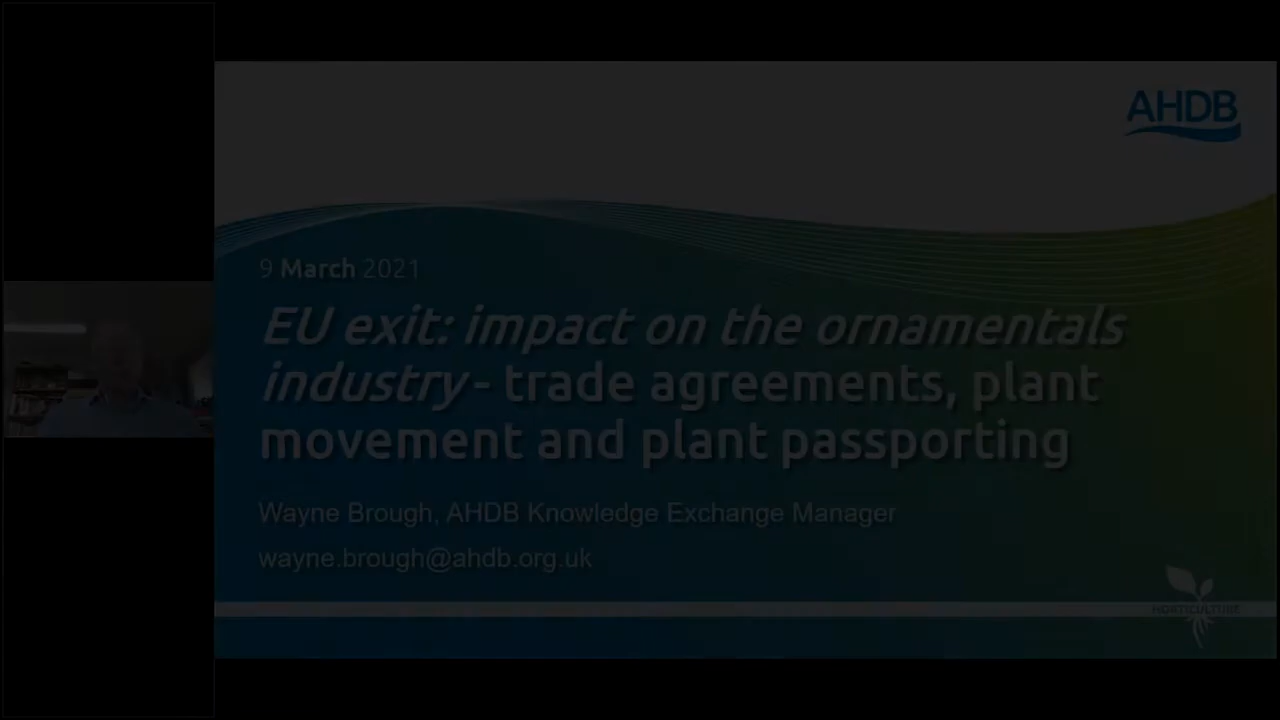 AHDB
9 March 2021
EU exit: impact on the ornamentals
industry - trade agreements, plant
movement and plant passporting
Wayne Brough, AHDB Knowledge Exchange Manager
wayne.brough@ahdb.org.uk
HORTICULTURE